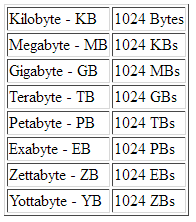 Kilobyte - KB 1024 Bytes
Megabyte - MB 1024 KBs
Gigabyte - GB 1024 MBs
Terabyte - TB 1024 GBs
Petabyte - PB 1024 TBs
Exabyte - EB 1024 PBs
Zettabyte - ZB 1024 EBs
Yottabyte - YB 1024 ZBs